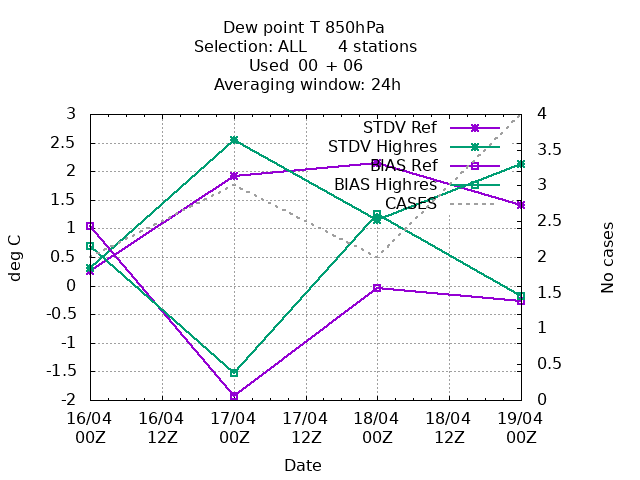 Dew point T 850hPa
Selection: ALL      4 stations
Used  00 + 06
Averaging window: 24h
3
2.5
2
1.5
1
0.5
0
-0.5
-1
-1.5
-2
deg C
STDV Ref
STDV Highres
BIAS Ref
BIAS Highres
CASES
4
3.5
3
2.5
2
1.5
1
0.5
0
No cases
16/04 16/04 17/04 17/04 18/04 18/04 19/04
00Z 12Z 00Z 12Z 00Z 12Z 00Z
Date